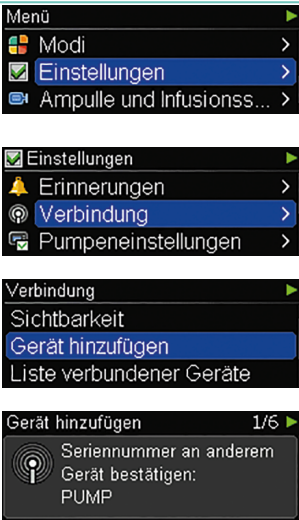 Menü
Modi
Einstellungen
Ampulle und Infusionss...
Einstellungen
Erinnerungen
Verbindung
Pumpeneinstellungen
Verbindung
Sichtbarkeit
Gerät hinzufügen
Liste verbundener Geräte
Gerät hinzufügen 1/6
Seriennummer an anderem
Gerät bestätigen:
PUMP